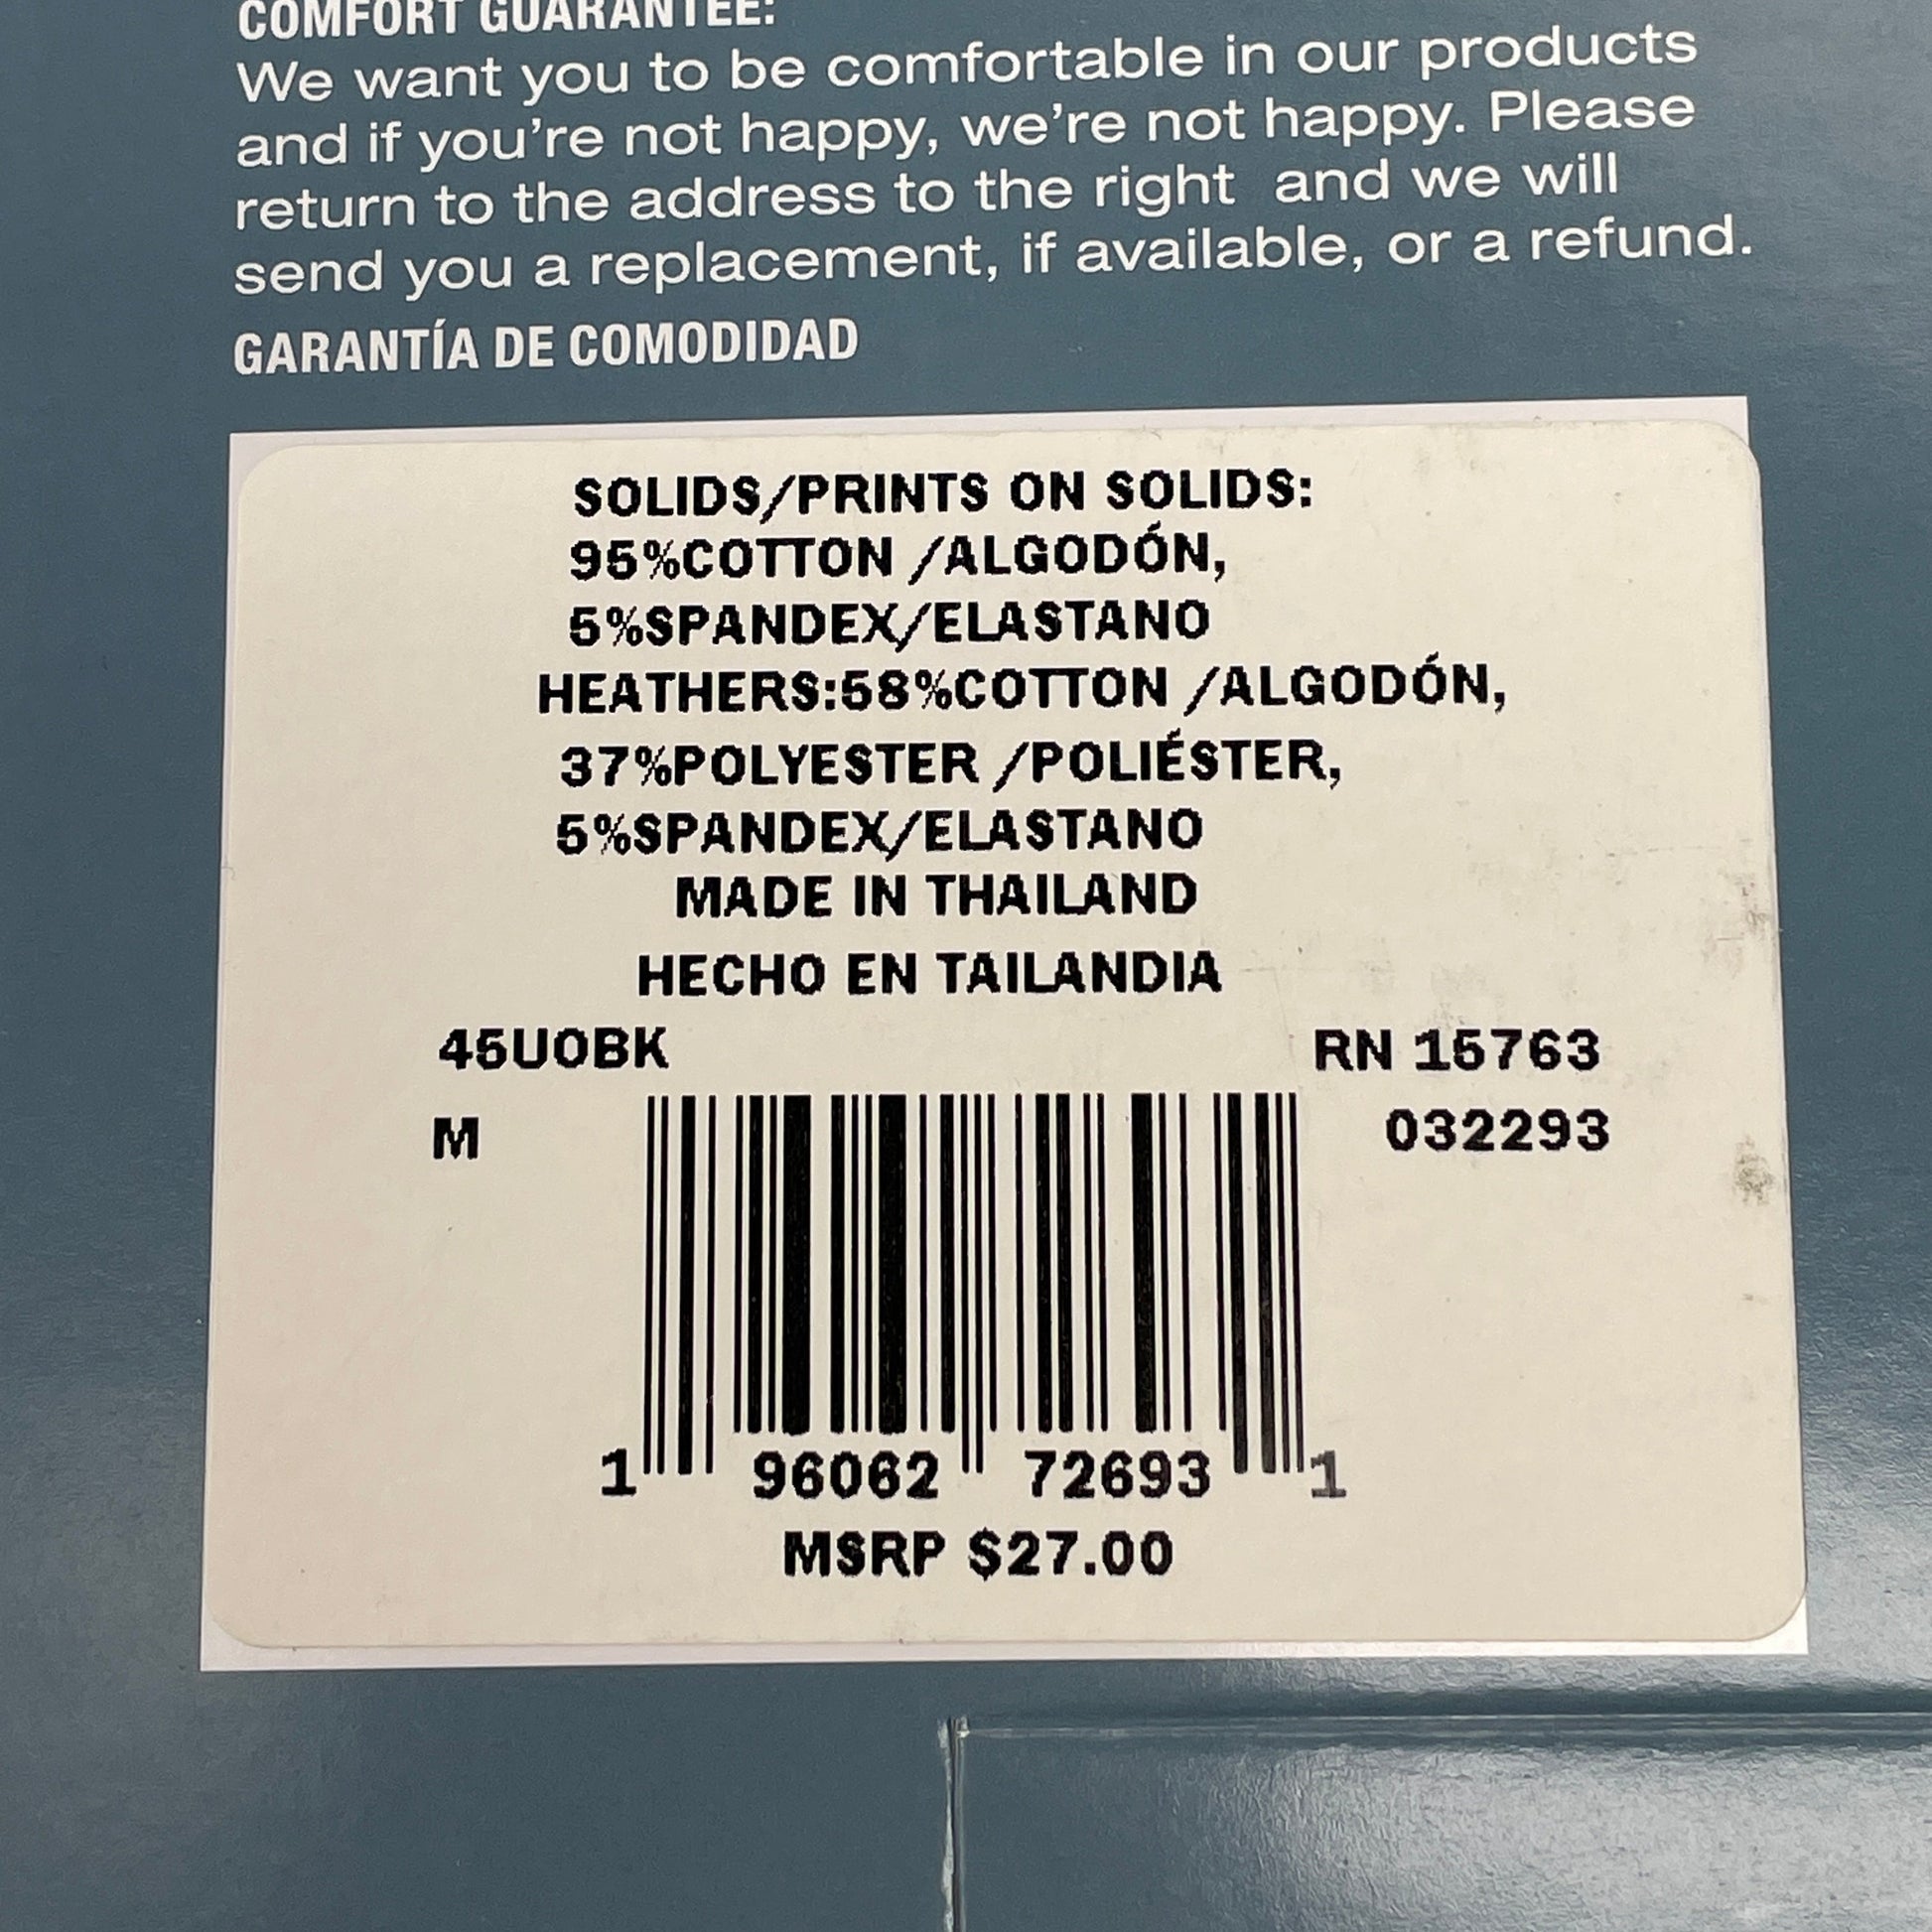 COMFORT GUARANTEE:
We want you to be comfortable in our products
and if you're not happy, we're not happy. Please
return to the address to the right and we will
send you a replacement, if available, or a refund.
GARANTÍA DE COMODIDAD
SOLIDS/PRINTS ON SOLIDS:
95%COTTON /ALGODÓN,
5%SPANDEX/ELASTANO
HEATHERS:58%COTTON /ALGODÓN,
37%POLYESTER /POLIÉSTER,
5%SPANDEX/ELASTANO
MADE IN THAILAND
HECHO EN TAILANDIA
45UOBK RN 15763
M 032293
1 96062 72693 1
MSRP $27.00